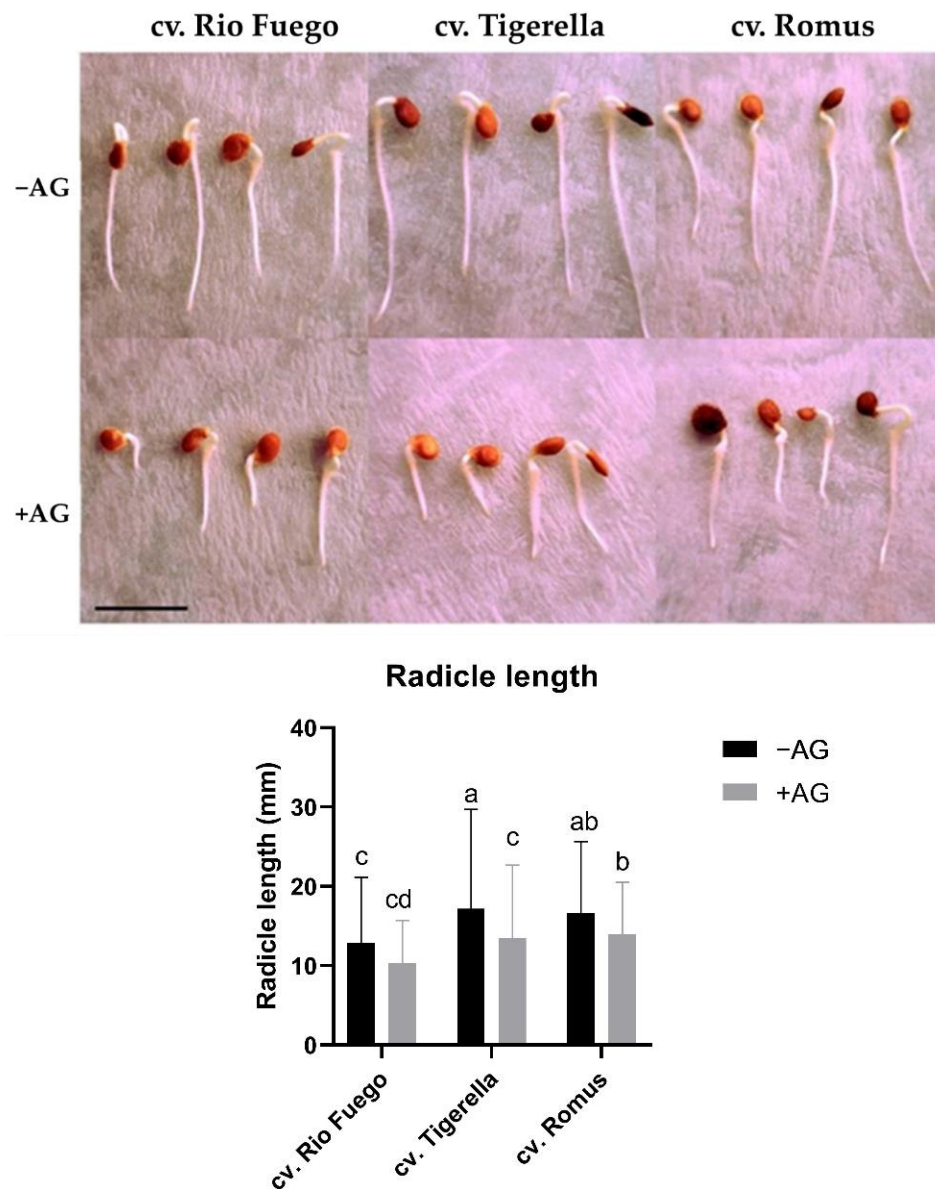 cv. Rio Fuego cv. Tigerella cv. Romus
−AG
+AG
Radicle length
Radicle length (mm)
40
30
20
10
0
c
cd
a
c
ab
b
−AG
+AG
cv. Rio Fuego
cv. Tigerella
cv. Romus